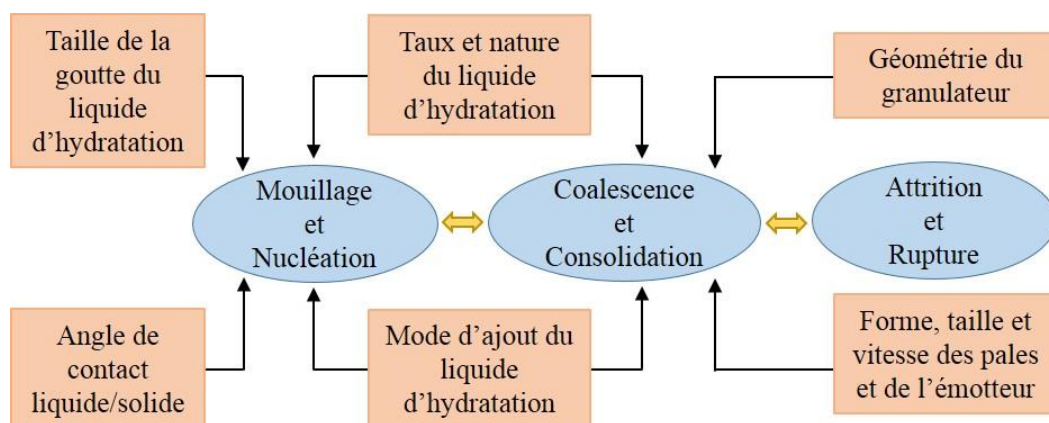 Taille de la
goutte du
liquide
d’hydratation
Taux et nature
du liquide
d’hydratation
Géométrie du
granulateur
Mouillage
et
Nucléation
Coalescence
et
Consolidation
Attrition
et
Rupture
Angle de
contact
liquide/solide
Mode d’ajout du
liquide
d’hydratation
Forme, taille et
vitesse des pales
et de l’émotteur